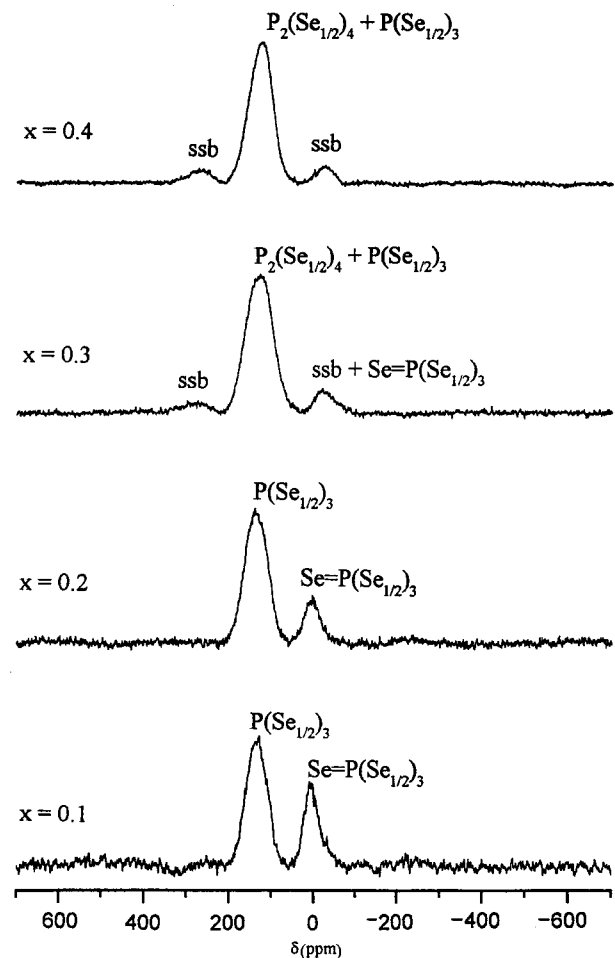 P₂(Se₁/₂)₄ + P(Se₁/₂)₃
x = 0.4
ssb
ssb
P₂(Se₁/₂)₄ + P(Se₁/₂)₃
x = 0.3
ssb
ssb + Se=P(Se₁/₂)₃
P(Se₁/₂)₃
x = 0.2
Se=P(Se₁/₂)₃
P(Se₁/₂)₃
Se=P(Se₁/₂)₃
x = 0.1
600 400 200 0 −200 −400 −600
δ(ppm)